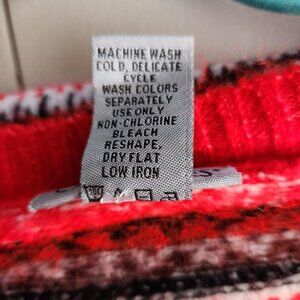 MACHINE WASH
COLD, DELICATE
CYCLE
WASH COLORS
SEPARATELY
USE ONLY
NON-CHLORINE
BLEACH
RESHAPE,
DRY FLAT
LOW IRON